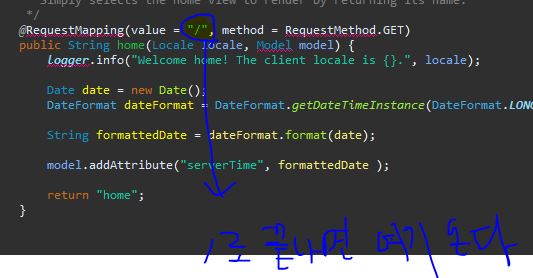 Simply selects the home view to render by returning its name.
*/
@RequestMapping(value = "/", method = RequestMethod.GET)
public String home(Locale locale, Model model) {
logger.info("Welcome home! The client locale is {}.", locale);
Date date = new Date();
DateFormat dateFormat = DateFormat.getDateTimeInstance(DateFormat.LONG
String formattedDate = dateFormat.format(date);
model.addAttribute("serverTime", formattedDate );
return "home";
}
/로 끝나면 여기 온다